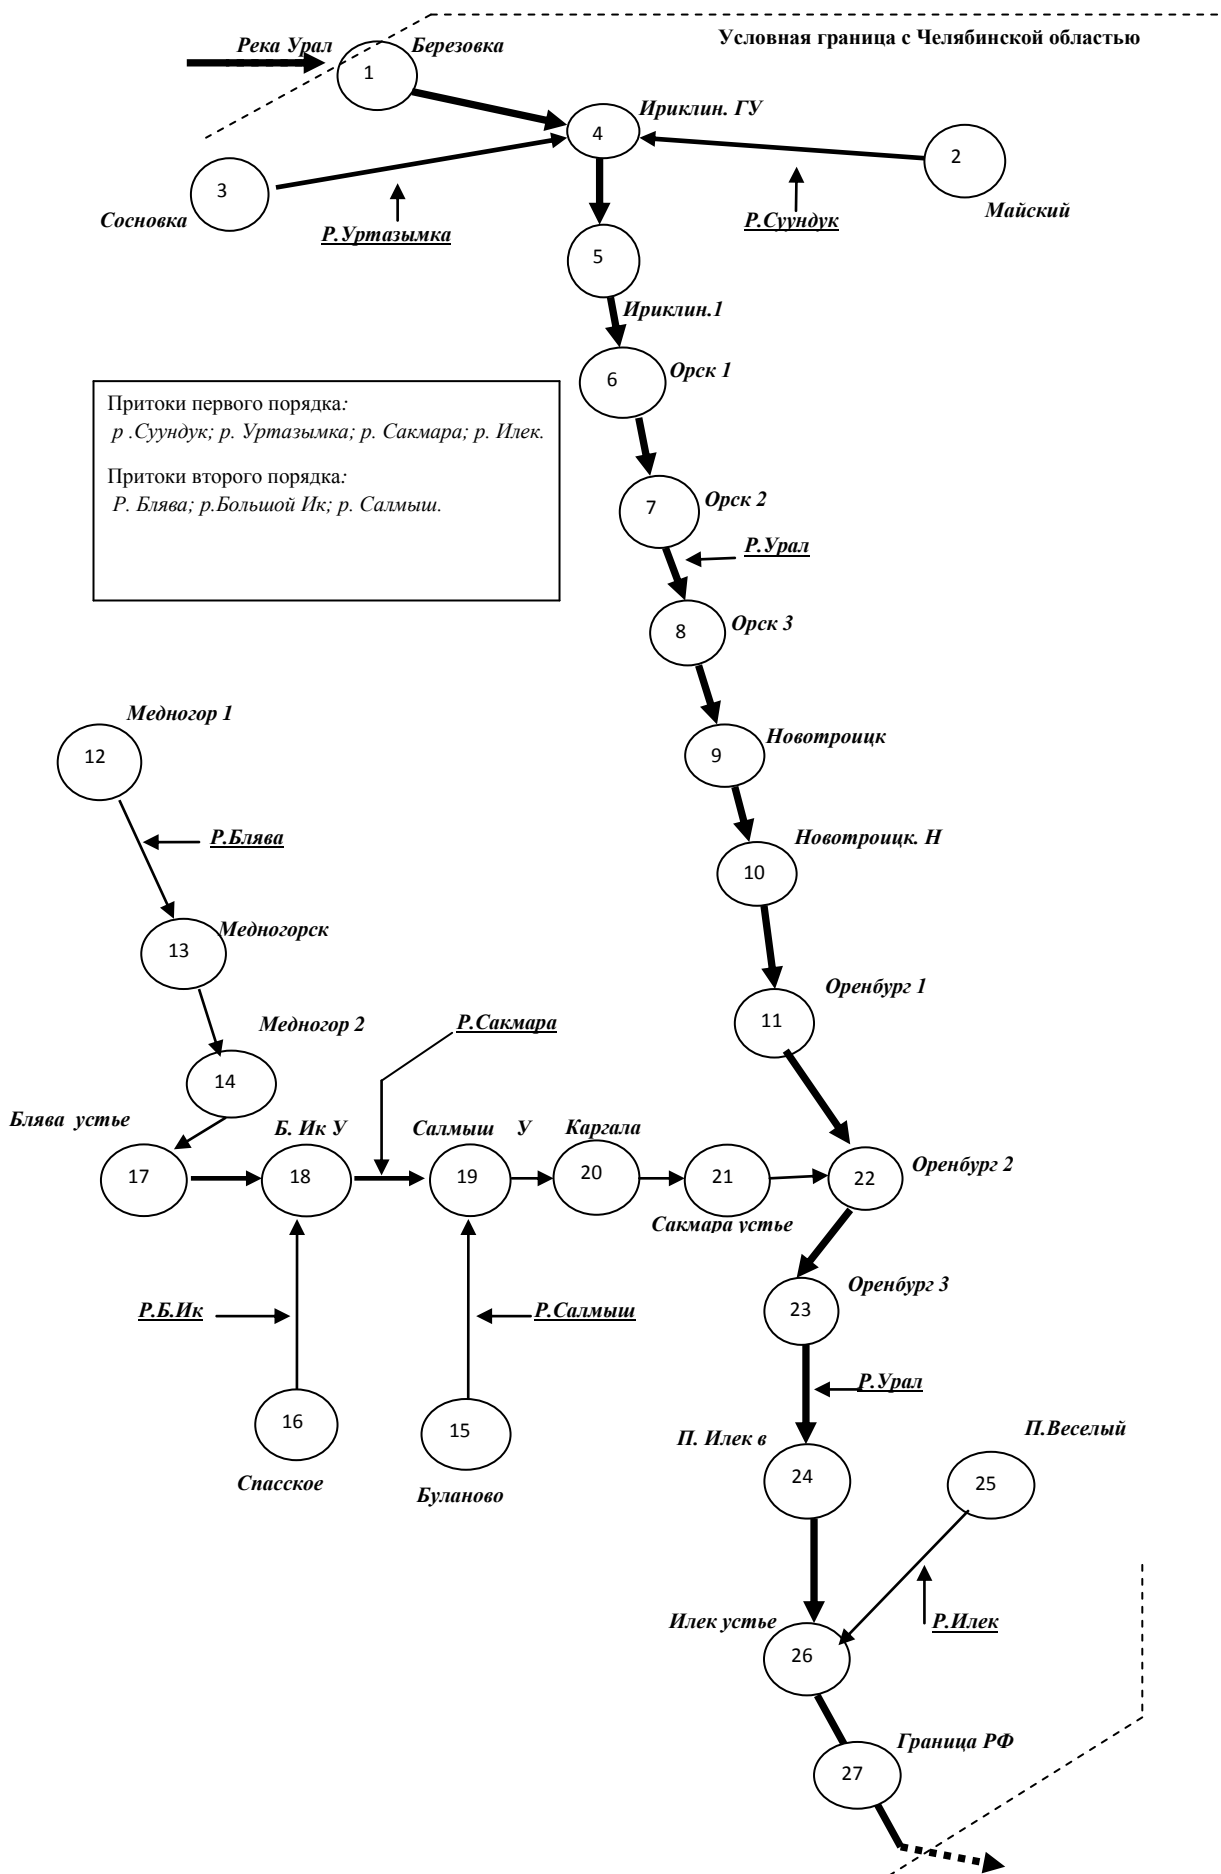 Река Урал
Березовка
Условная граница с Челябинской областью
1
Ириклин. ГУ
4
2
3
Сосновка
Майский
Р.Уртазымка
Р.Суундук
5
Ириклин.1
6
Орск 1
Притоки первого порядка:
р .Суундук; р. Уртазымка; р. Сакмара; р. Илек.
Притоки второго порядка:
Р. Блява; р.Большой Ик; р. Салмыш.
7
Орск 2
Р.Урал
8
Орск 3
Медногор 1
12
Новотроицк
9
Р.Блява
Новотроицк. Н
10
Медногорск
13
Оренбург 1
11
Медногор 2
Р.Сакмара
14
Блява устье
Б. Ик У
Салмыш У
Каргала
Оренбург 2
17
18
19
20
21
22
Сакмара устье
Оренбург 3
23
Р.Б.Ик
Р.Салмыш
Р.Урал
16
15
П. Илек в
П.Веселый
24
25
Спасское
Буланово
Илек устье
Р.Илек
26
Граница РФ
27